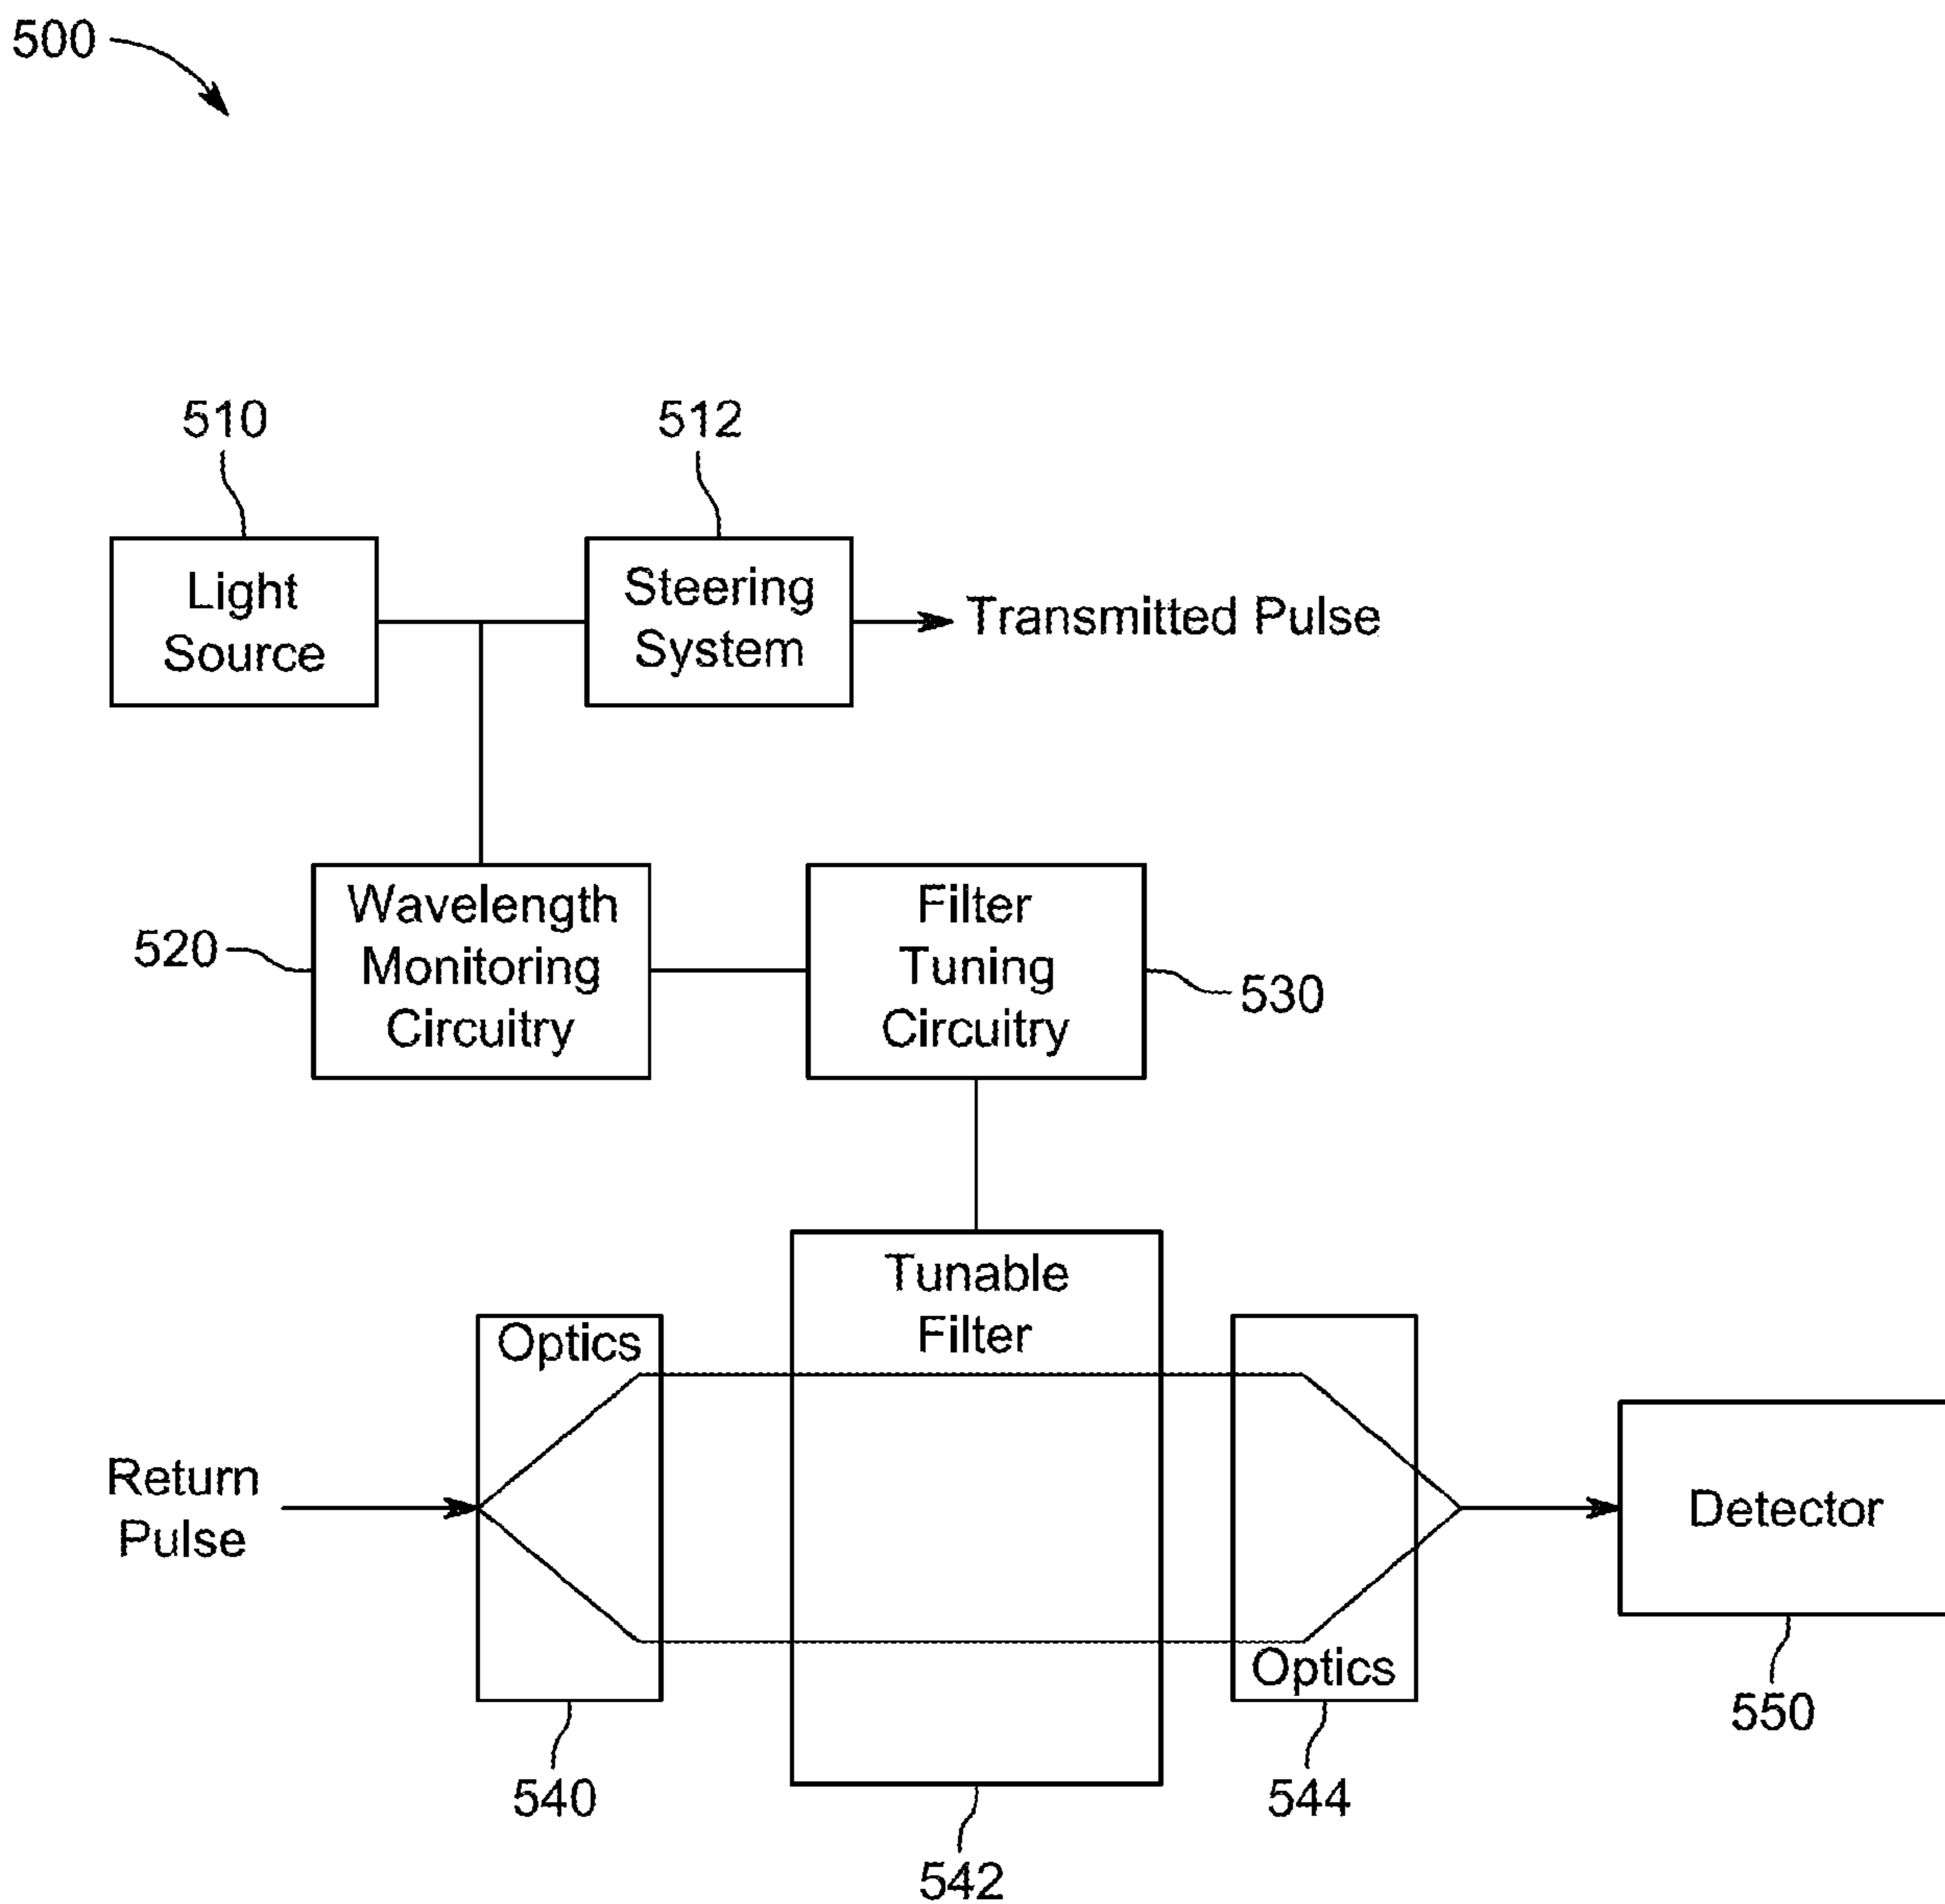 500
510
512
Light
Source
Steering
System
Transmitted Pulse
520
Wavelength
Monitoring
Circuitry
Filter
Tuning
Circuitry
530
Tunable
Filter
Optics
Return
Pulse
Optics
Detector
540
542
544
550